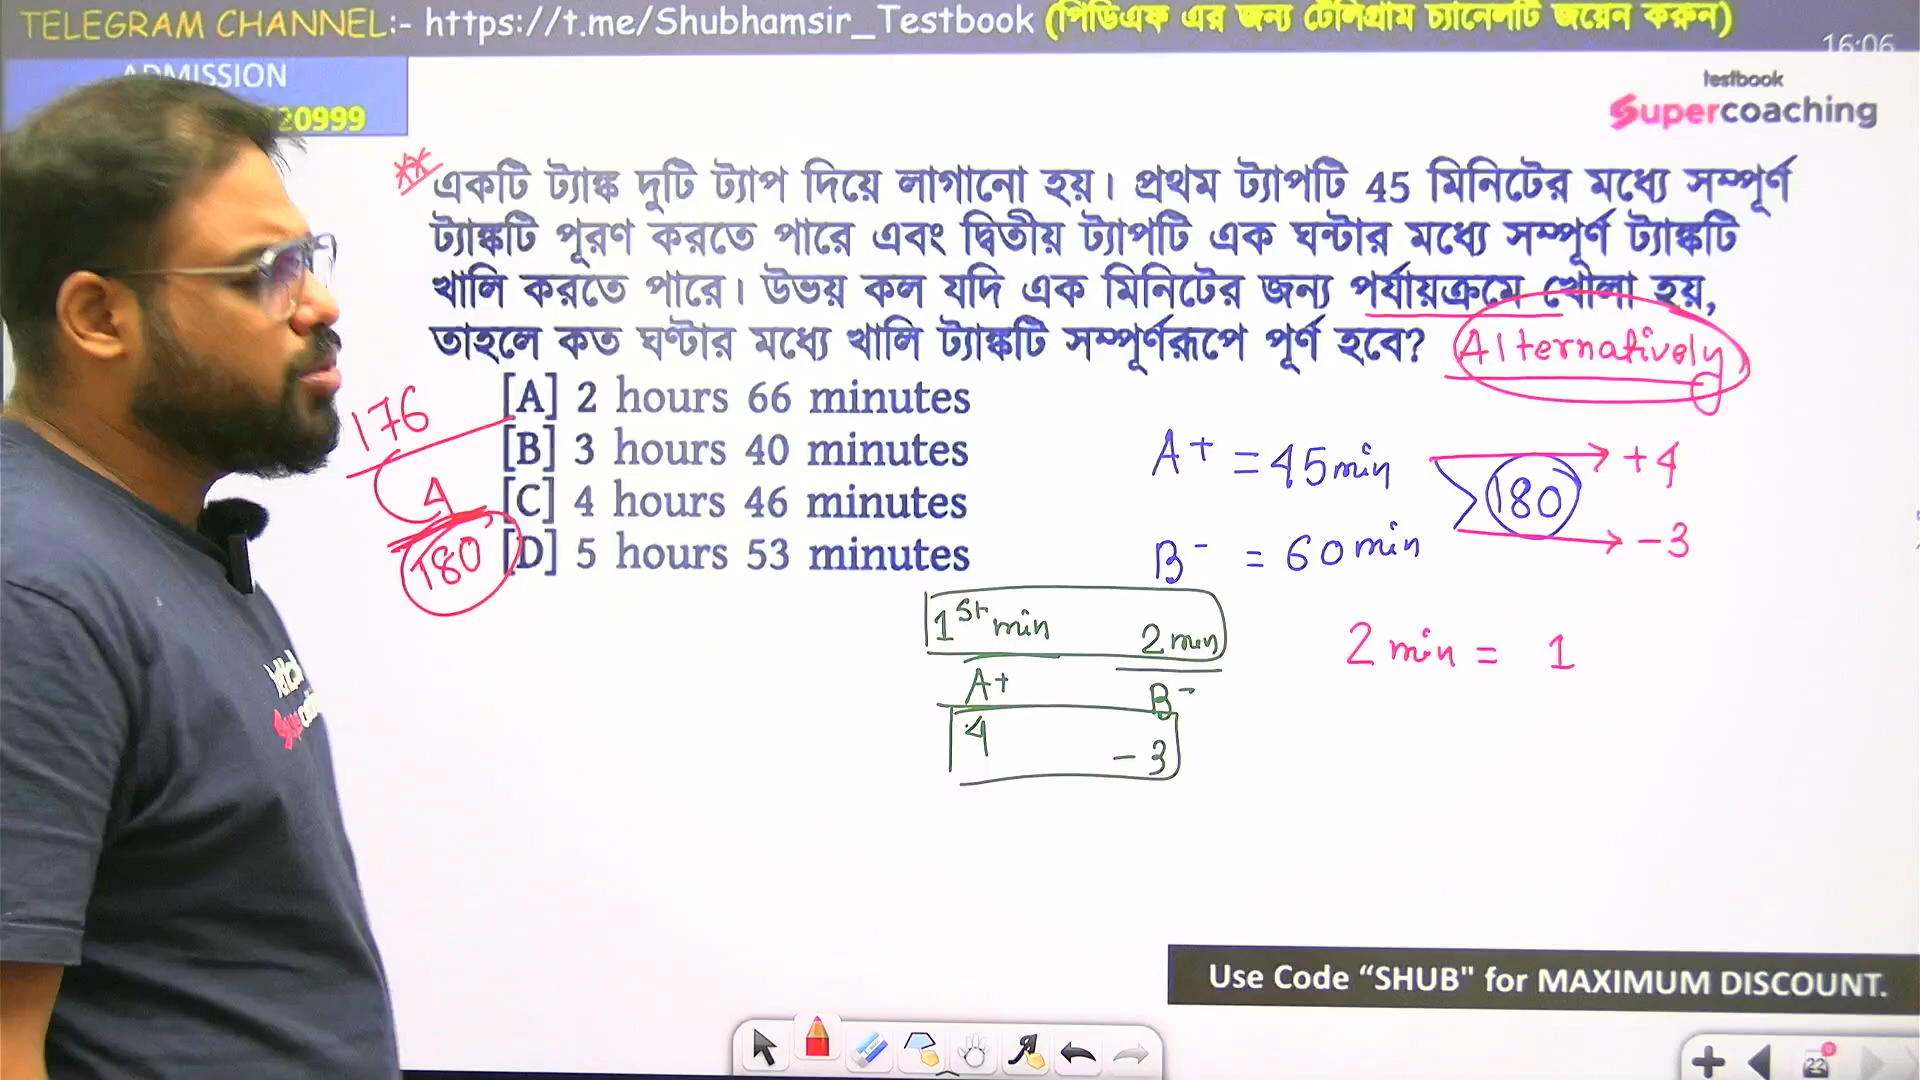 TELEGRAM CHANNEL:- https://t.me/Shubhamsir_Testbook (পিডিএফ এর জন্য টেলিগ্রাম চ্যানেলটি জয়েন করুন)
16:06
ADMISSION
20999
testbook
Supercoaching
** একটি ট্যাঙ্ক দুটি ট্যাপ দিয়ে লাগানো হয়। প্রথম ট্যাপটি 45 মিনিটের মধ্যে সম্পূর্ণ
ট্যাঙ্কটি পূরণ করতে পারে এবং দ্বিতীয় ট্যাপটি এক ঘন্টার মধ্যে সম্পূর্ণ ট্যাঙ্কটি
খালি করতে পারে। উভয় কল যদি এক মিনিটের জন্য পর্যায়ক্রমে খোলা হয়,
তাহলে কত ঘণ্টার মধ্যে খালি ট্যাঙ্কটি সম্পূর্ণরূপে পূর্ণ হবে?
Alternatively
[A] 2 hours 66 minutes
[B] 3 hours 40 minutes
[C] 4 hours 46 minutes
[D] 5 hours 53 minutes
176
4
180
A+ = 45 min
180
+4
B- = 60 min
-3
1st min 2 min
A+ B-
4 -3
2 min = 1
Use Code “SHUB" for MAXIMUM DISCOUNT.
22